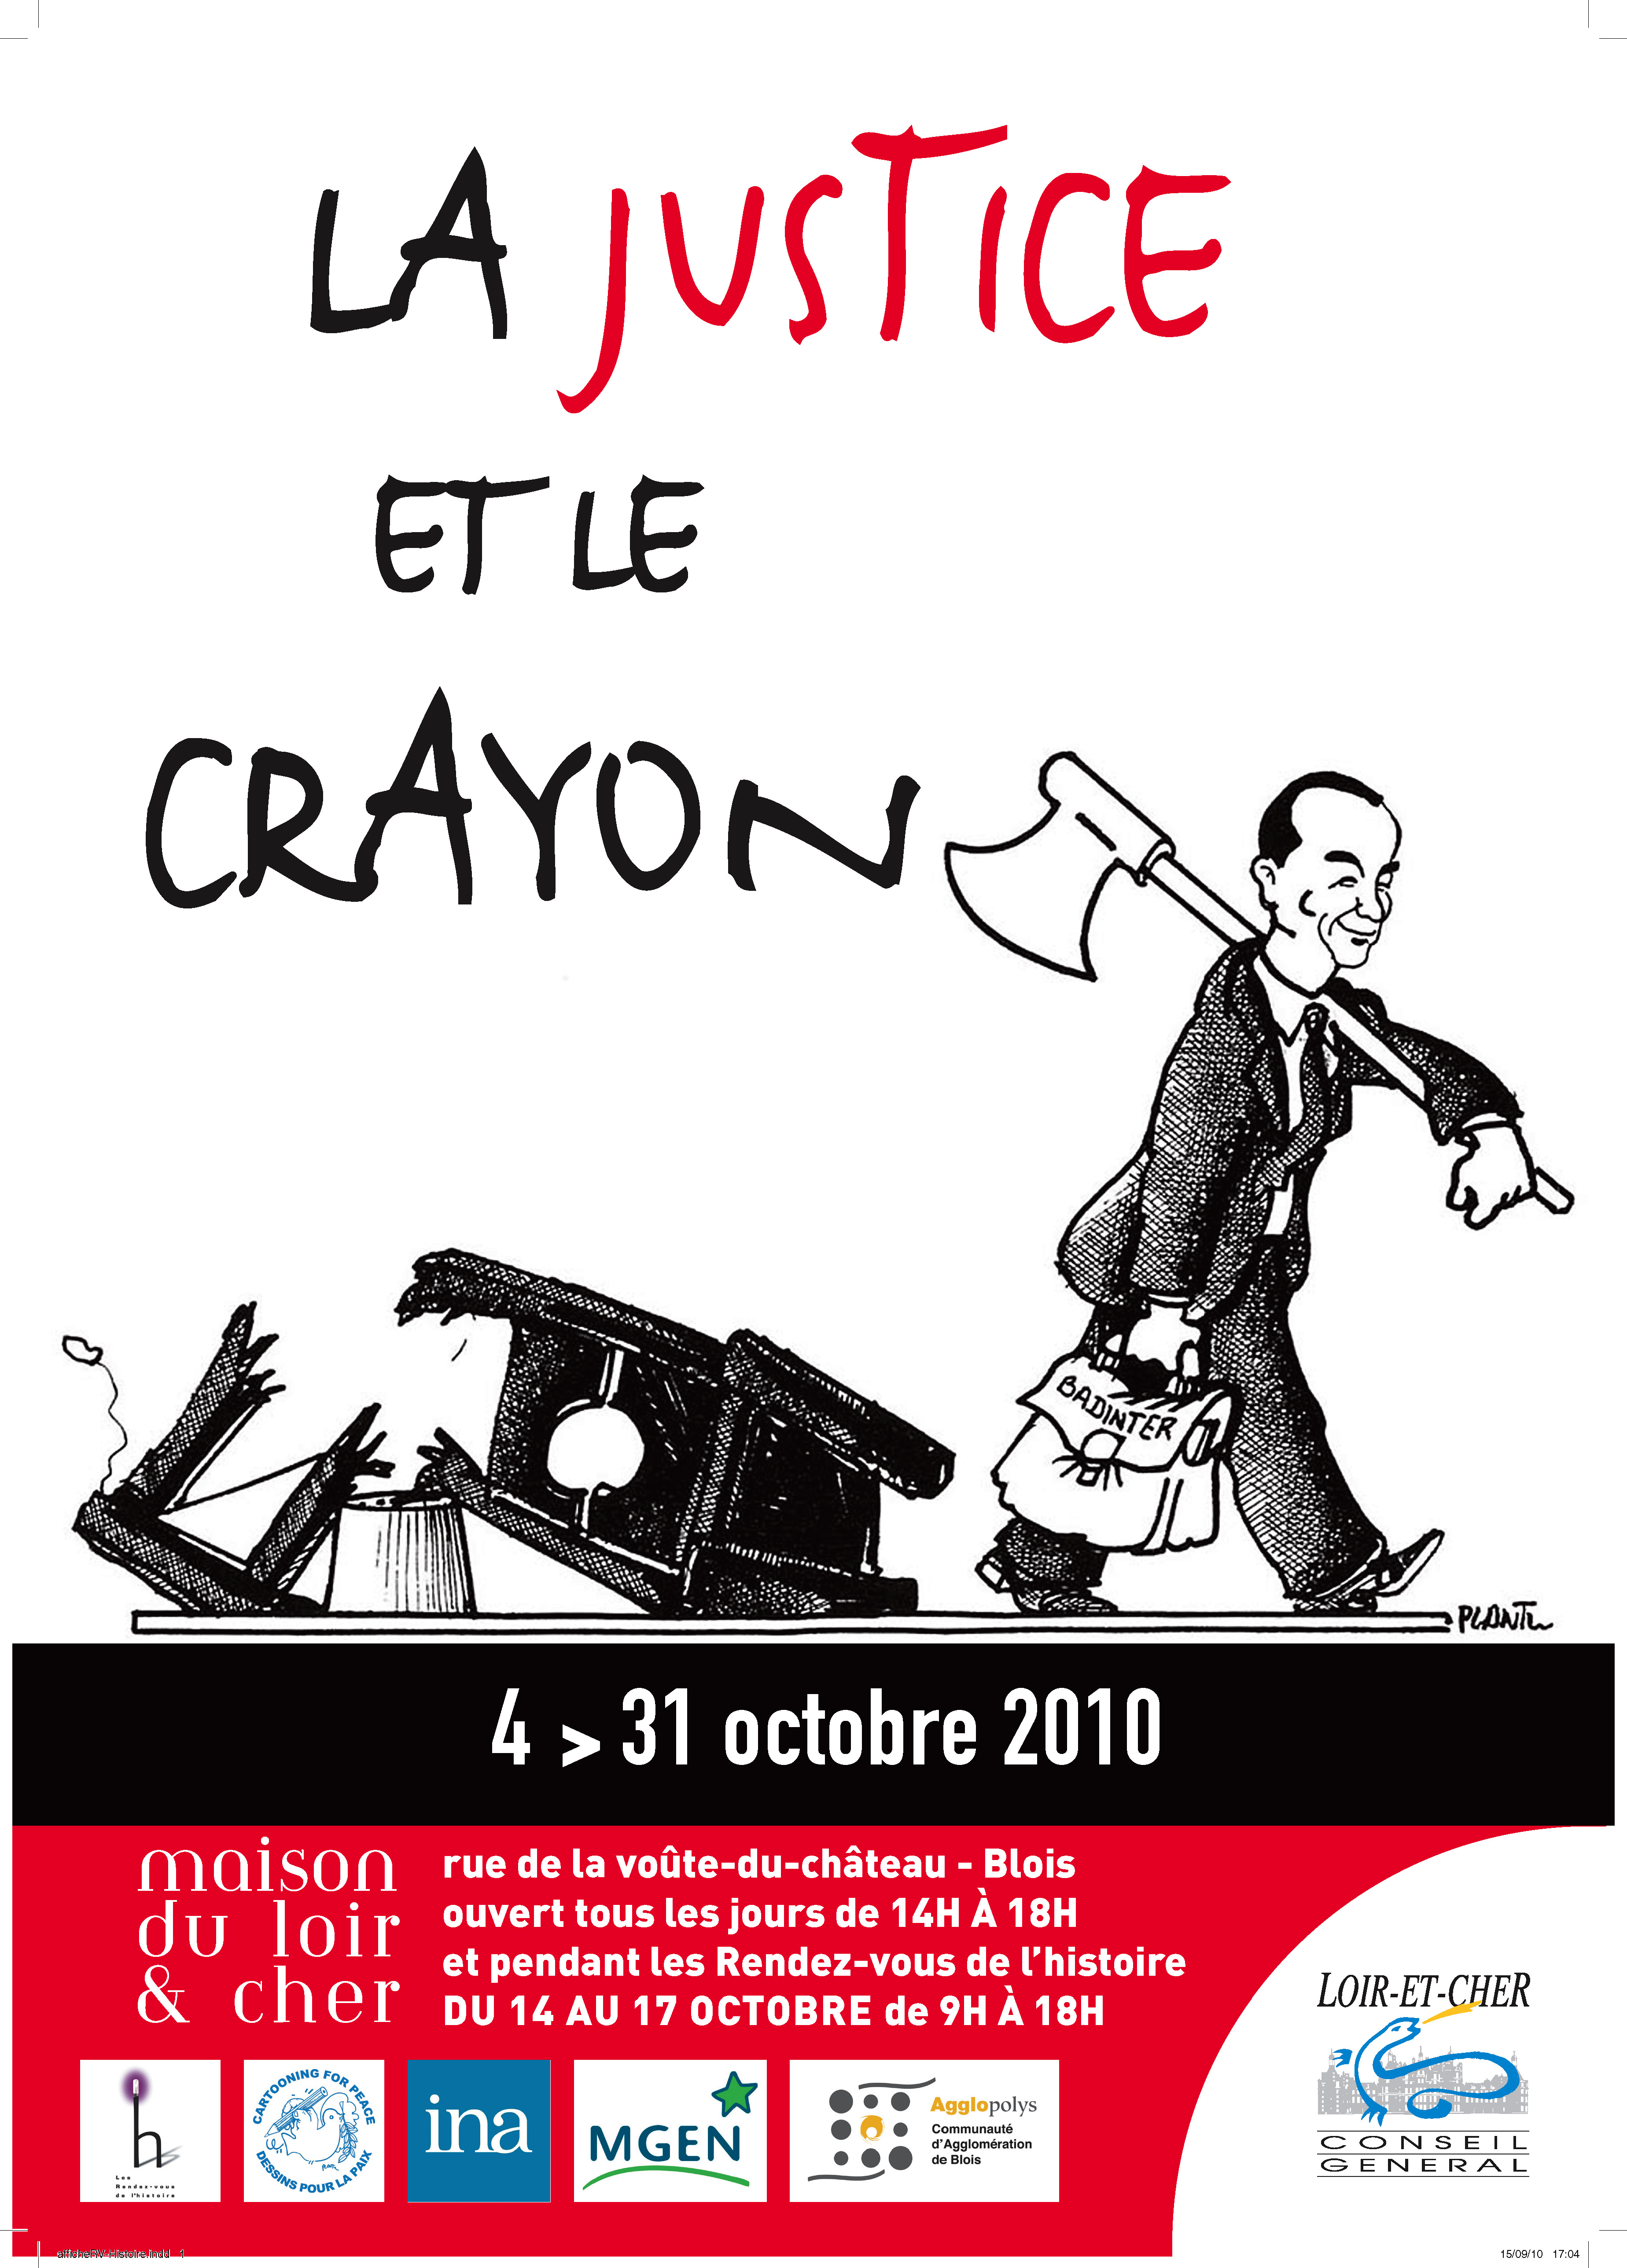 LA JUSTICE
ET LE
CRAYON
BADINTER
PLANTU
4 > 31 octobre 2010
maison
du loir
& cher
rue de la voûte-du-château - Blois
ouvert tous les jours de 14H À 18H
et pendant les Rendez-vous de l'histoire
DU 14 AU 17 OCTOBRE de 9H À 18H
h
Les
Rendez-vous
de l'histoire
CARTOONING FOR PEACE
DESSINS POUR LA PAIX
ina
MGEN
Agglopolys
Communauté
d'Agglomération
de Blois
LOIR-ET-CHER
CONSEIL
GENERAL
15/09/10 17:04